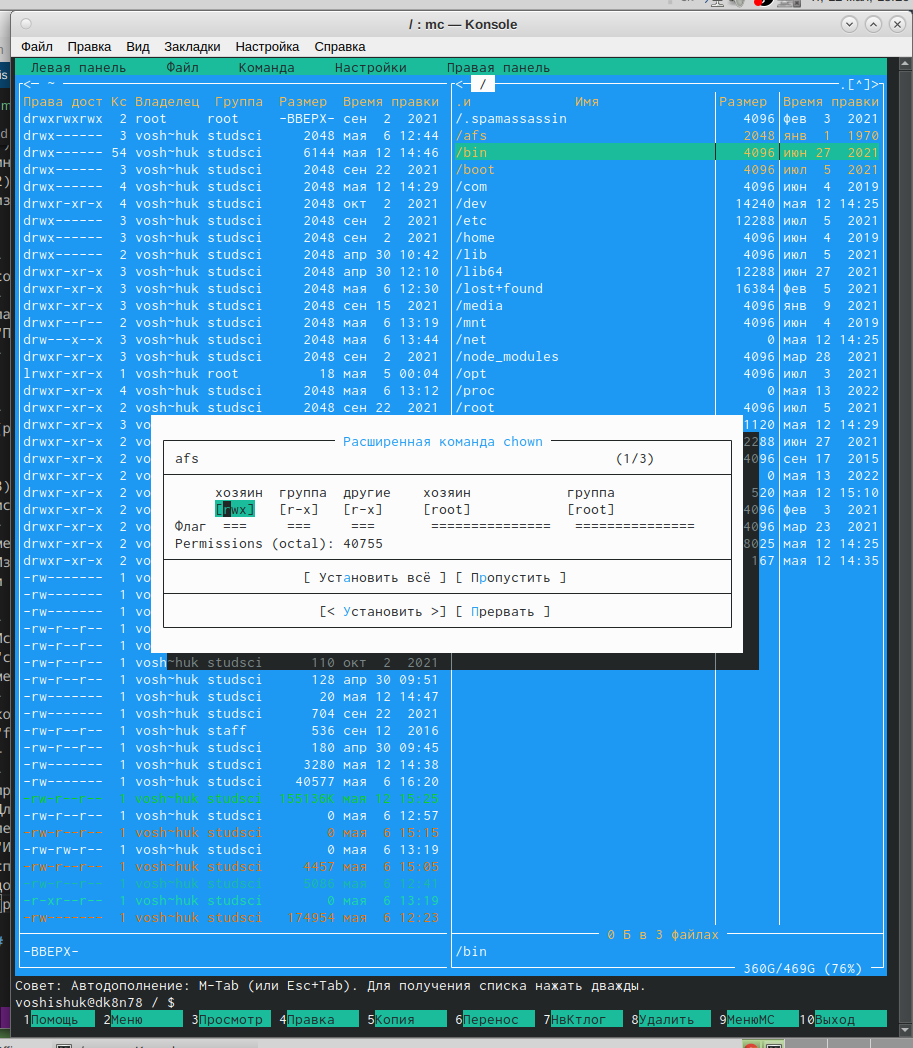 / : mc — Konsole
Файл Правка Вид Закладки Настройка Справка
Левая панель Файл Команда Настройки Правая панель
<— ~ <— / .[^]>
Права дост Кс Владелец Группа Размер Время правки .и Имя Размер Время правки
drwxrwxrwx 2 root root -ВВЕРХ- сен 2 2021 /.spamassassin 4096 фев 3 2021
drwxr-xr-x 3 vosh~huk studsci 2048 мая 6 12:44 /afs 2048 янв 1 1970
drwx------ 54 vosh~huk studsci 6144 мая 12 14:46 /bin 4096 июн 27 2021
drwx------ 3 vosh~huk studsci 2048 сен 22 2021 /boot 4096 июл 5 2021
drwx------ 4 vosh~huk studsci 2048 мая 12 14:29 /com 4096 июн 4 2019
drwxr-xr-x 4 vosh~huk studsci 2048 окт 2 2021 /dev 14240 мая 12 14:25
drwx------ 3 vosh~huk studsci 2048 сен 2 2021 /etc 12288 июл 5 2021
drwx------ 3 vosh~huk studsci 2048 сен 2 2021 /home 4096 июн 4 2019
drwx------ 2 vosh~huk studsci 2048 апр 30 10:42 /lib 4096 июл 5 2021
drwxr-xr-x 3 vosh~huk studsci 2048 апр 30 12:10 /lib64 12288 июн 27 2021
drwxr-xr-x 3 vosh~huk studsci 2048 мая 6 12:30 /lost+found 16384 фев 5 2021
drwxr-xr-x 3 vosh~huk studsci 2048 сен 15 2021 /media 4096 янв 9 2021
drwxr--r-- 2 vosh~huk studsci 2048 мая 6 13:19 /mnt 4096 июн 4 2019
drw---x--x 3 vosh~huk studsci 2048 мая 6 13:44 /net 0 мая 12 14:25
drwxr-xr-x 3 vosh~huk studsci 2048 сен 2 2021 /node_modules 4096 мар 28 2021
lrwxr-xr-x 1 vosh~huk root 18 мая 5 00:04 /opt 4096 июл 3 2021
drwxr-xr-x 4 vosh~huk studsci 2048 мая 6 13:12 /proc 0 мая 13 2022
drwxr-xr-x 2 vosh~huk studsci 2048 сен 22 2021 /root 4096 июл 5 2021
drwxr-xr-x 3 vo 1120 мая 12 14:29
drwxr-xr-x 2 vo Расширенная команда chown 2288 июн 27 2021
drwxr-xr-x 2 vo afs (1/3) 4096 сен 17 2015
drwxr-xr-x 2 vo 0 мая 13 2022
drwxr-xr-x 2 vo хозяин группа другие хозяин группа 520 мая 12 15:10
drwxr-xr-x 2 vo [rwx] [r-x] [r-x] [root] [root] 4096 фев 3 2021
drwxr-xr-x 2 vo Флаг === === === =============== =============== 4096 мар 23 2021
drwxr-xr-x 2 vo Permissions (octal): 40755 8025 мая 12 14:25
drwxr-xr-x 2 vo 167 мая 12 14:35
-rw------- 1 vo [ Установить всё ] [ Пропустить ]
-rw------- 1 vo
-rw------- 1 vo [< Установить >] [ Прервать ]
-rw-r--r-- 1 vo
-rw-r--r-- 1 vo
-rw-r--r-- 1 vosh~huk studsci 110 окт 2 2021
-rw-r--r-- 1 vosh~huk studsci 128 апр 30 09:51
-rw------- 1 vosh~huk studsci 20 мая 12 14:47
-rw------- 1 vosh~huk studsci 704 сен 22 2021
-rw-r--r-- 1 vosh~huk staff 536 сен 12 2016
-rw-r--r-- 1 vosh~huk studsci 180 апр 30 09:45
-rw------- 1 vosh~huk studsci 3280 мая 12 14:38
-rw------- 1 vosh~huk studsci 40577 мая 6 16:20
-rw-r--r-- 1 vosh~huk studsci 155136K мая 12 15:25
-rw-r--r-- 1 vosh~huk studsci 0 мая 6 12:57
-rw-r--r-- 1 vosh~huk studsci 0 мая 6 15:15
-rw-rw-r-- 1 vosh~huk studsci 0 мая 6 13:19
-rw-r--r-- 1 vosh~huk studsci 4457 мая 6 15:05
-rw-r--r-- 1 vosh~huk studsci
-r-xr--r-- 1 vosh~huk studsci 0 мая 6 13:19
-rw------- 1 vosh~huk studsci 174954 мая 6 12:23
0 Б в 3 файлах
-ВВЕРХ- /bin
360G/469G (76%)
Совет: Автодополнение: M-Tab (или Esc+Tab). Для получения списка нажать дважды.
voshishuk@dk8n78 / $
1Помощь 2Меню 3Просмотр 4Правка 5Копия 6Перенос 7НвКтлог 8Удалить 9МенюМС 10Выход